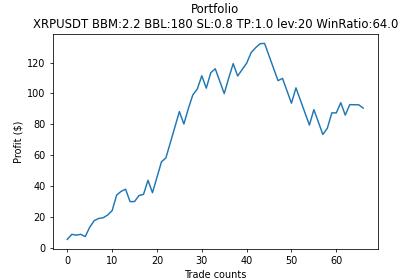 Portfolio
XRPUSDT BBM:2.2 BBL:180 SL:0.8 TP:1.0 lev:20 WinRatio:64.0
120
100
80
60
40
20
0
Profit ($)
0 10 20 30 40 50 60
Trade counts